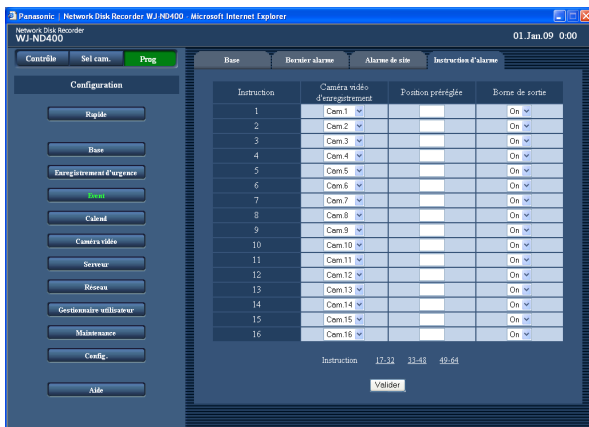 Panasonic | Network Disk Recorder WJ-ND400 - Microsoft Internet Explorer
Network Disk Recorder
WJ-ND400
01.Jan.09 0:00
Contrôle Sel cam. Prog
Base Dernier alarme Alarme de site Instruction d'alarme
Configuration
Rapide
Base
Enregistrement d'urgence
Event
Calend
Caméra vidéo
Serveur
Réseau
Gestionnaire utilisateur
Maintenance
Config.
Aide
Instruction Caméra vidéo d'enregistrement Position préréglée Borne de sortie
1 Cam.1 On
2 Cam.2 On
3 Cam.3 On
4 Cam.4 On
5 Cam.5 On
6 Cam.6 On
7 Cam.7 On
8 Cam.8 On
9 Cam.9 On
10 Cam.10 On
11 Cam.11 On
12 Cam.12 On
13 Cam.13 On
14 Cam.14 On
15 Cam.15 On
16 Cam.16 On
Instruction 17-32 33-48 49-64
Valider